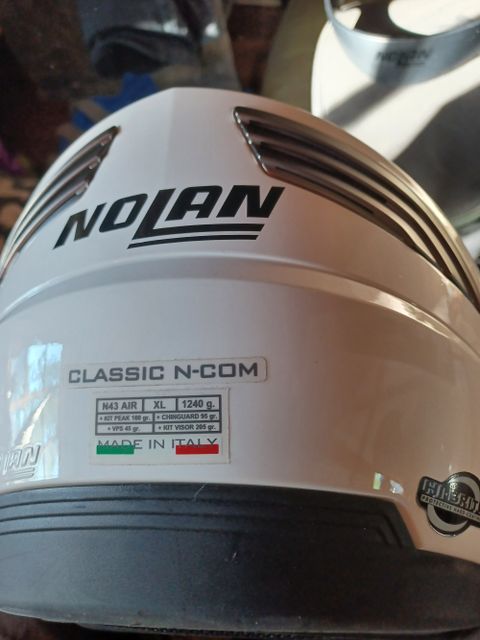 NOLAN
NOLAN
CLASSIC N-COM
N43 AIR XL 1240 g.
• KIT PEAK 100 gr. • CHINGUARD 95 gr.
• VPS 45 gr. • KIT VISOR 205 gr.
MADE IN ITALY